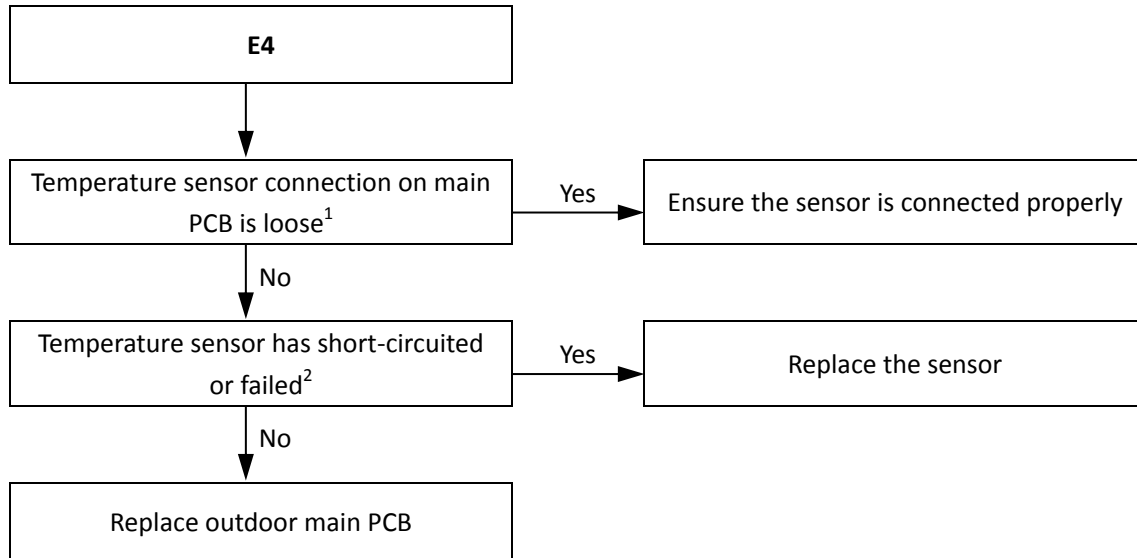 E4
Temperature sensor connection on main
PCB is loose¹
Yes
Ensure the sensor is connected properly
No
Temperature sensor has short-circuited
or failed²
Yes
Replace the sensor
No
Replace outdoor main PCB